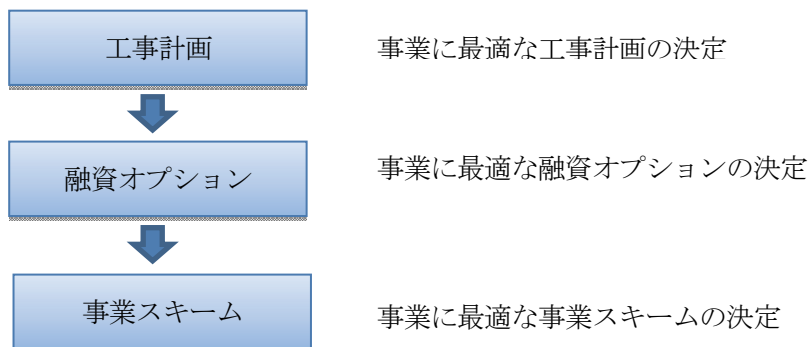 工事計画
事業に最適な工事計画の決定
融資オプション
事業に最適な融資オプションの決定
事業スキーム
事業に最適な事業スキームの決定